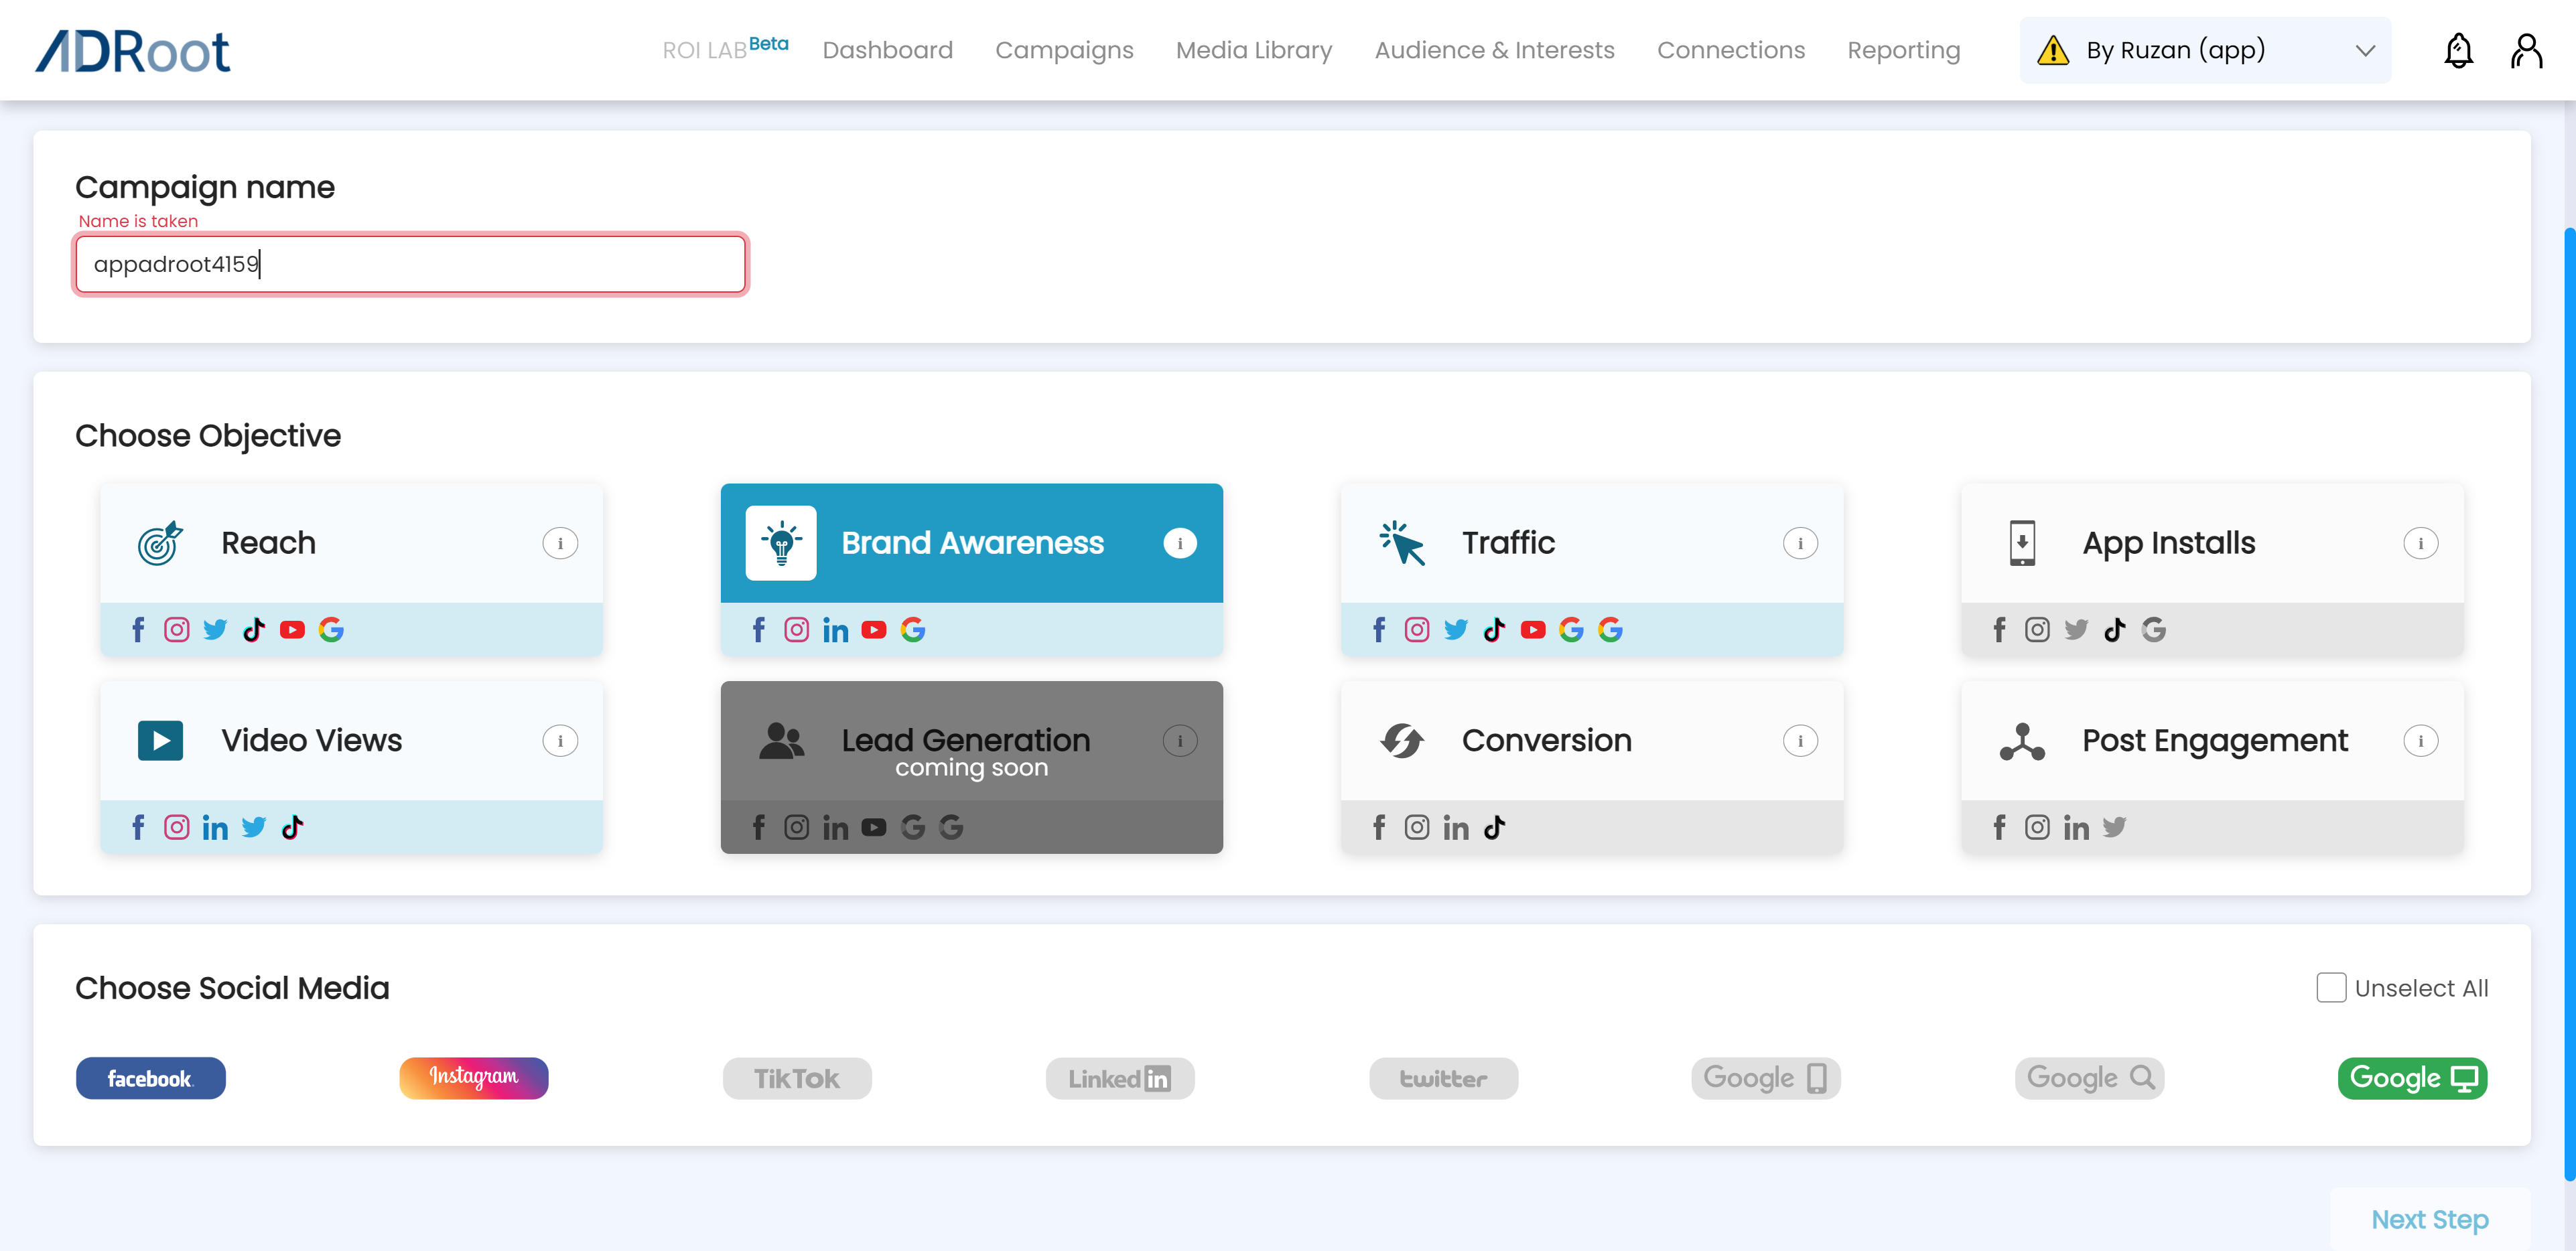 ADRoot
ROI LAB Beta
Dashboard
Campaigns
Media Library
Audience & Interests
Connections
Reporting
By Ruzan (app)
Campaign name
Name is taken
appadroot4159
Choose Objective
Reach
Brand Awareness
Traffic
App Installs
Video Views
Lead Generation
coming soon
Conversion
Post Engagement
Choose Social Media
Unselect All
facebook.
Instagram
TikTok
Linked in
twitter
Google
Google
Google
Next Step